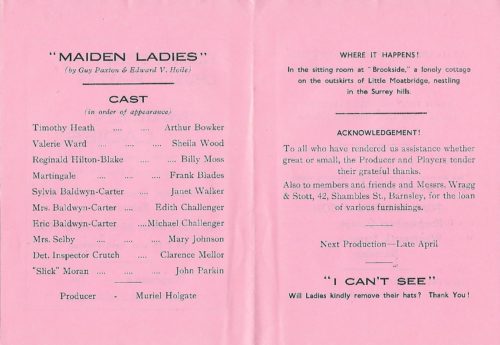 "MAIDEN LADIES"
(by Guy Paxton & Edward V. Hoile)
CAST
(in order of appearance)
Timothy Heath .... .... Arthur Bowker
Valerie Ward .... .... Sheila Wood
Reginald Hilton-Blake .... Billy Moss
Martingale .... .... Frank Blades
Sylvia Baldwyn-Carter .... Janet Walker
Mrs. Baldwyn-Carter .... Edith Challenger
Eric Baldwyn-Carter ....Michael Challenger
Mrs. Selby .... .... Mary Johnson
Det. Inspector Crutch .... Clarence Mellor
"Slick" Moran .... .... John Parkin
Producer - Muriel Holgate
WHERE IT HAPPENS!
In the sitting room at "Brookside," a lonely cottage
on the outskirts of Little Moatbridge, nestling
in the Surrey hills.
ACKNOWLEDGEMENT!
To all who have rendered us assistance whether
great or small, the Producer and Players tender
their grateful thanks.
Also to members and friends and Messrs. Wragg
& Stott, 42, Shambles St., Barnsley, for the loan
of various furnishings.
Next Production—Late April
"I CAN'T SEE"
Will Ladies kindly remove their hats? Thank You!